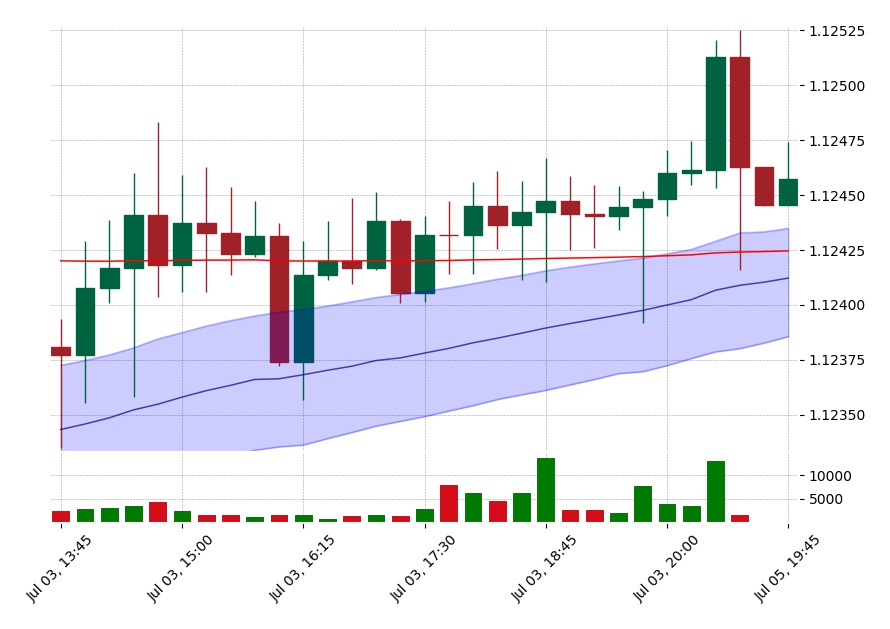 1.12525
1.12500
1.12475
1.12450
1.12425
1.12400
1.12375
1.12350
10000
5000
Jul 03, 13:45
Jul 03, 15:00
Jul 03, 16:15
Jul 03, 17:30
Jul 03, 18:45
Jul 03, 20:00
Jul 05, 19:45